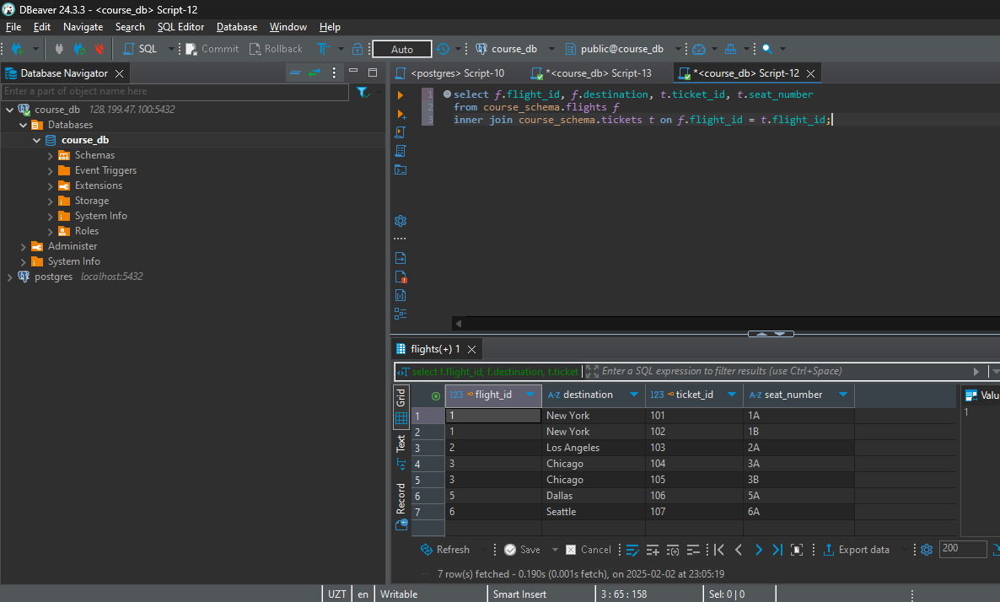 DBeaver 24.3.3 - <course_db> Script-12
File Edit Navigate Search SQL Editor Database Window Help
SQL Commit Rollback Auto course_db public@course_db
Database Navigator
Enter a part of object name here
course_db 128.199.47.100:5432
Databases
course_db
Schemas
Event Triggers
Extensions
Storage
System Info
Roles
Administer
System Info
postgres localhost:5432
<postgres> Script-10 *<course_db> Script-13 *<course_db> Script-12
1 select f.flight_id, f.destination, t.ticket_id, t.seat_number
2 from course_schema.flights f
3 inner join course_schema.tickets t on f.flight_id = t.flight_id;
flights(+) 1
select f.flight_id, f.destination, t.ticket Enter a SQL expression to filter results (use Ctrl+Space)
Grid
Text
Record
123 flight_id A-Z destination 123 ticket_id A-Z seat_number
1 1 New York 101 1A
2 1 New York 102 1B
3 2 Los Angeles 103 2A
4 3 Chicago 104 3A
5 3 Chicago 105 3B
6 5 Dallas 106 5A
7 6 Seattle 107 6A
Valu
1
Refresh Save Cancel Export data 200
7 row(s) fetched - 0.190s (0.001s fetch), on 2025-02-02 at 23:05:19
UZT en Writable Smart Insert 3 : 65 : 158 Sel: 0 | 0